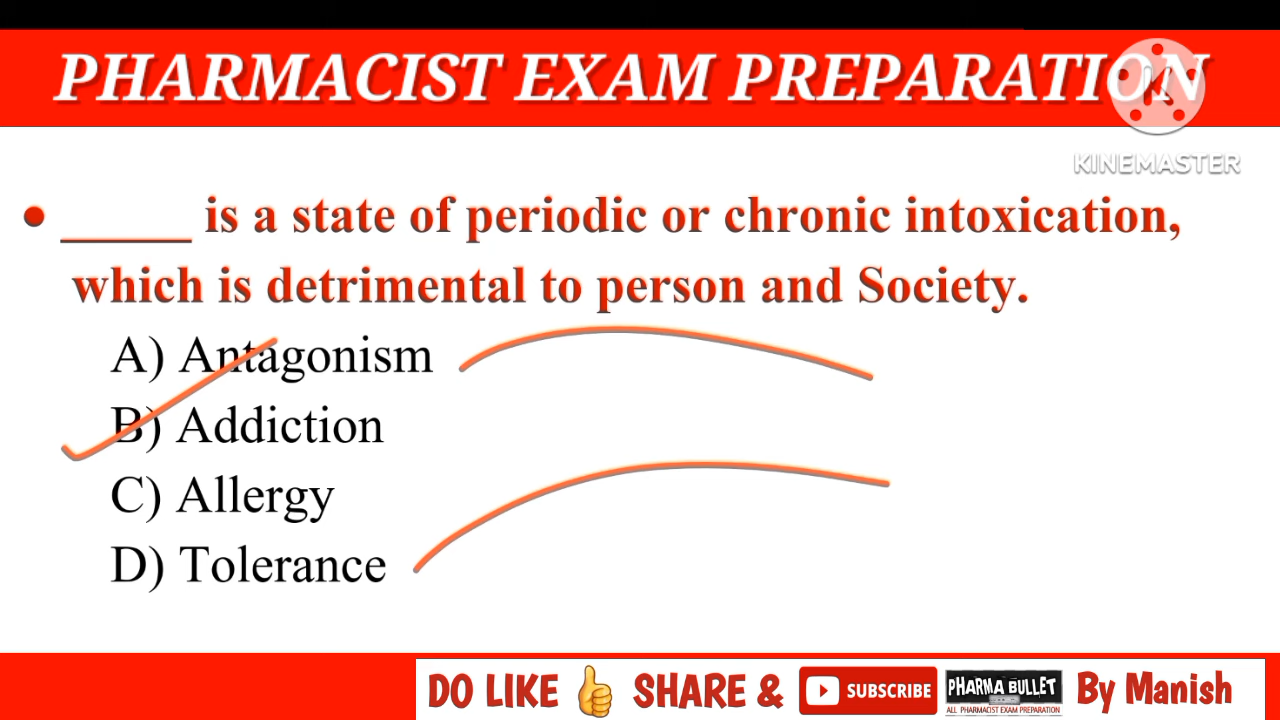 PHARMACIST EXAM PREPARATION
KINEMASTER
• _____ is a state of periodic or chronic intoxication,
which is detrimental to person and Society.
A) Antagonism
B) Addiction
C) Allergy
D) Tolerance
DO LIKE 👍 SHARE & SUBSCRIBE PHARMA BULLET By Manish
ALL PHARMACIST EXAM PREPARATION